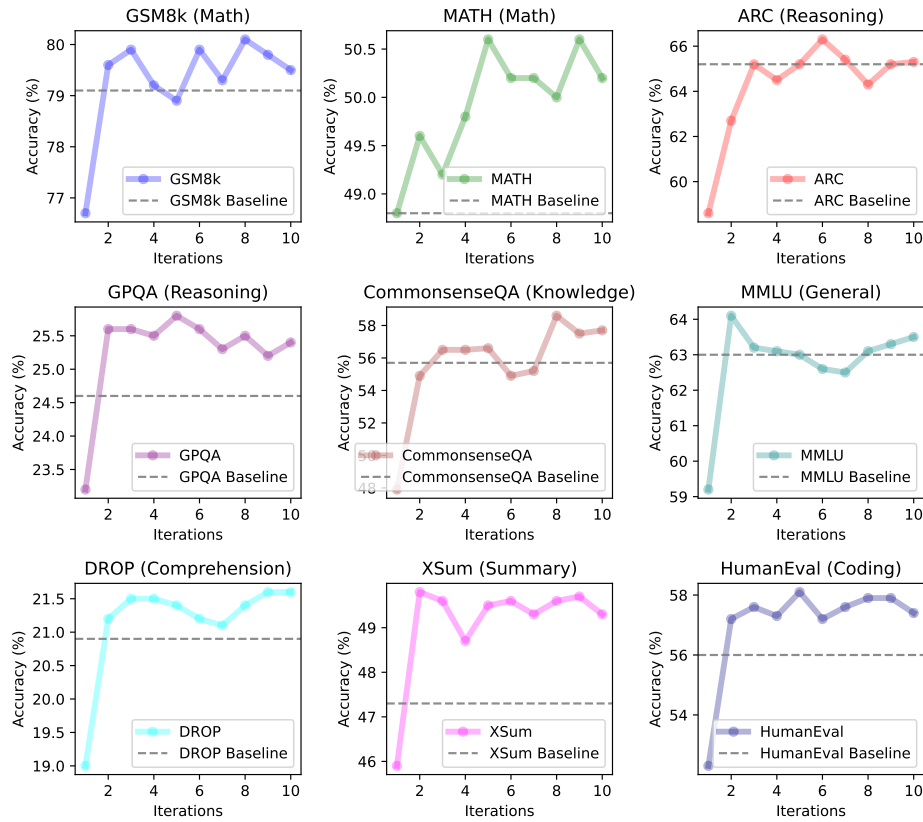 GSM8k (Math)
80
79
78
77
Accuracy (%)
GSM8k
GSM8k Baseline
2 4 6 8 10
Iterations
MATH (Math)
50.5
50.0
49.5
49.0
Accuracy (%)
MATH
MATH Baseline
2 4 6 8 10
Iterations
ARC (Reasoning)
66
64
62
60
Accuracy (%)
ARC
ARC Baseline
2 4 6 8 10
Iterations
GPQA (Reasoning)
25.5
25.0
24.5
24.0
23.5
Accuracy (%)
GPQA
GPQA Baseline
2 4 6 8 10
Iterations
CommonsenseQA (Knowledge)
58
56
54
52
50
48
Accuracy (%)
CommonsenseQA
CommonsenseQA Baseline
2 4 6 8 10
Iterations
MMLU (General)
64
63
62
61
60
59
Accuracy (%)
MMLU
MMLU Baseline
2 4 6 8 10
Iterations
DROP (Comprehension)
21.5
21.0
20.5
20.0
19.5
19.0
Accuracy (%)
DROP
DROP Baseline
2 4 6 8 10
Iterations
XSum (Summary)
49
48
47
46
Accuracy (%)
XSum
XSum Baseline
2 4 6 8 10
Iterations
HumanEval (Coding)
58
56
54
Accuracy (%)
HumanEval
HumanEval Baseline
2 4 6 8 10
Iterations